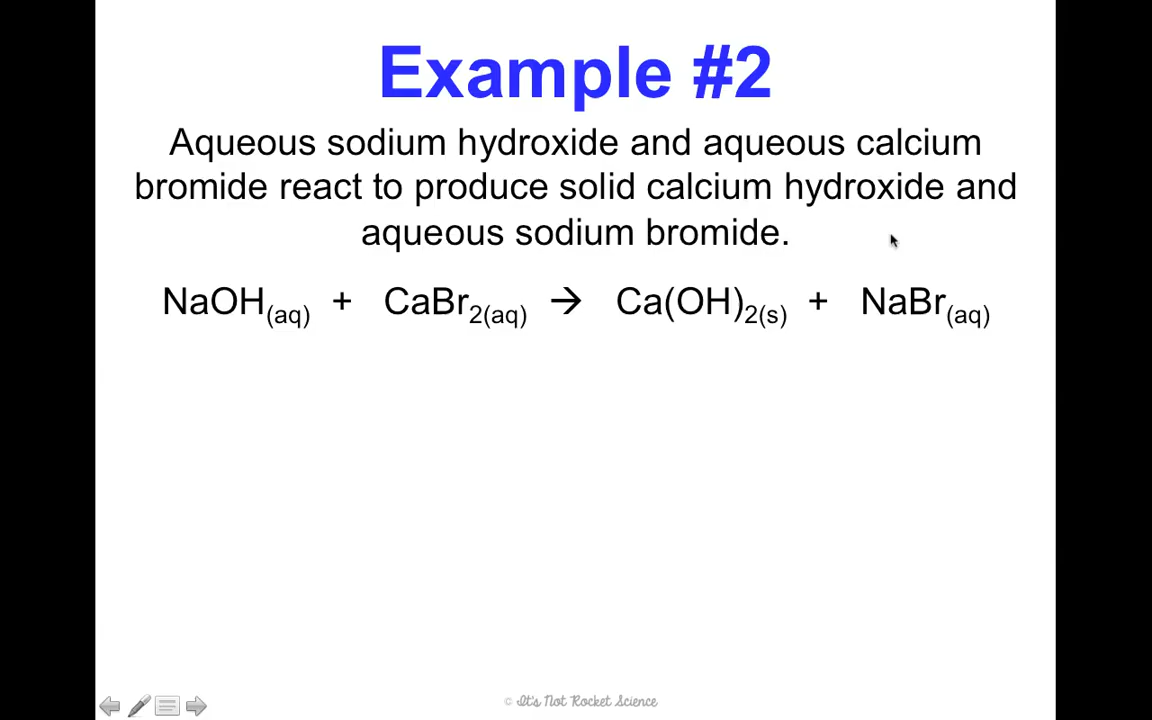 Example #2
Aqueous sodium hydroxide and aqueous calcium
bromide react to produce solid calcium hydroxide and
aqueous sodium bromide.
NaOH(aq) + CaBr2(aq) → Ca(OH)2(s) + NaBr(aq)
© It's Not Rocket Science